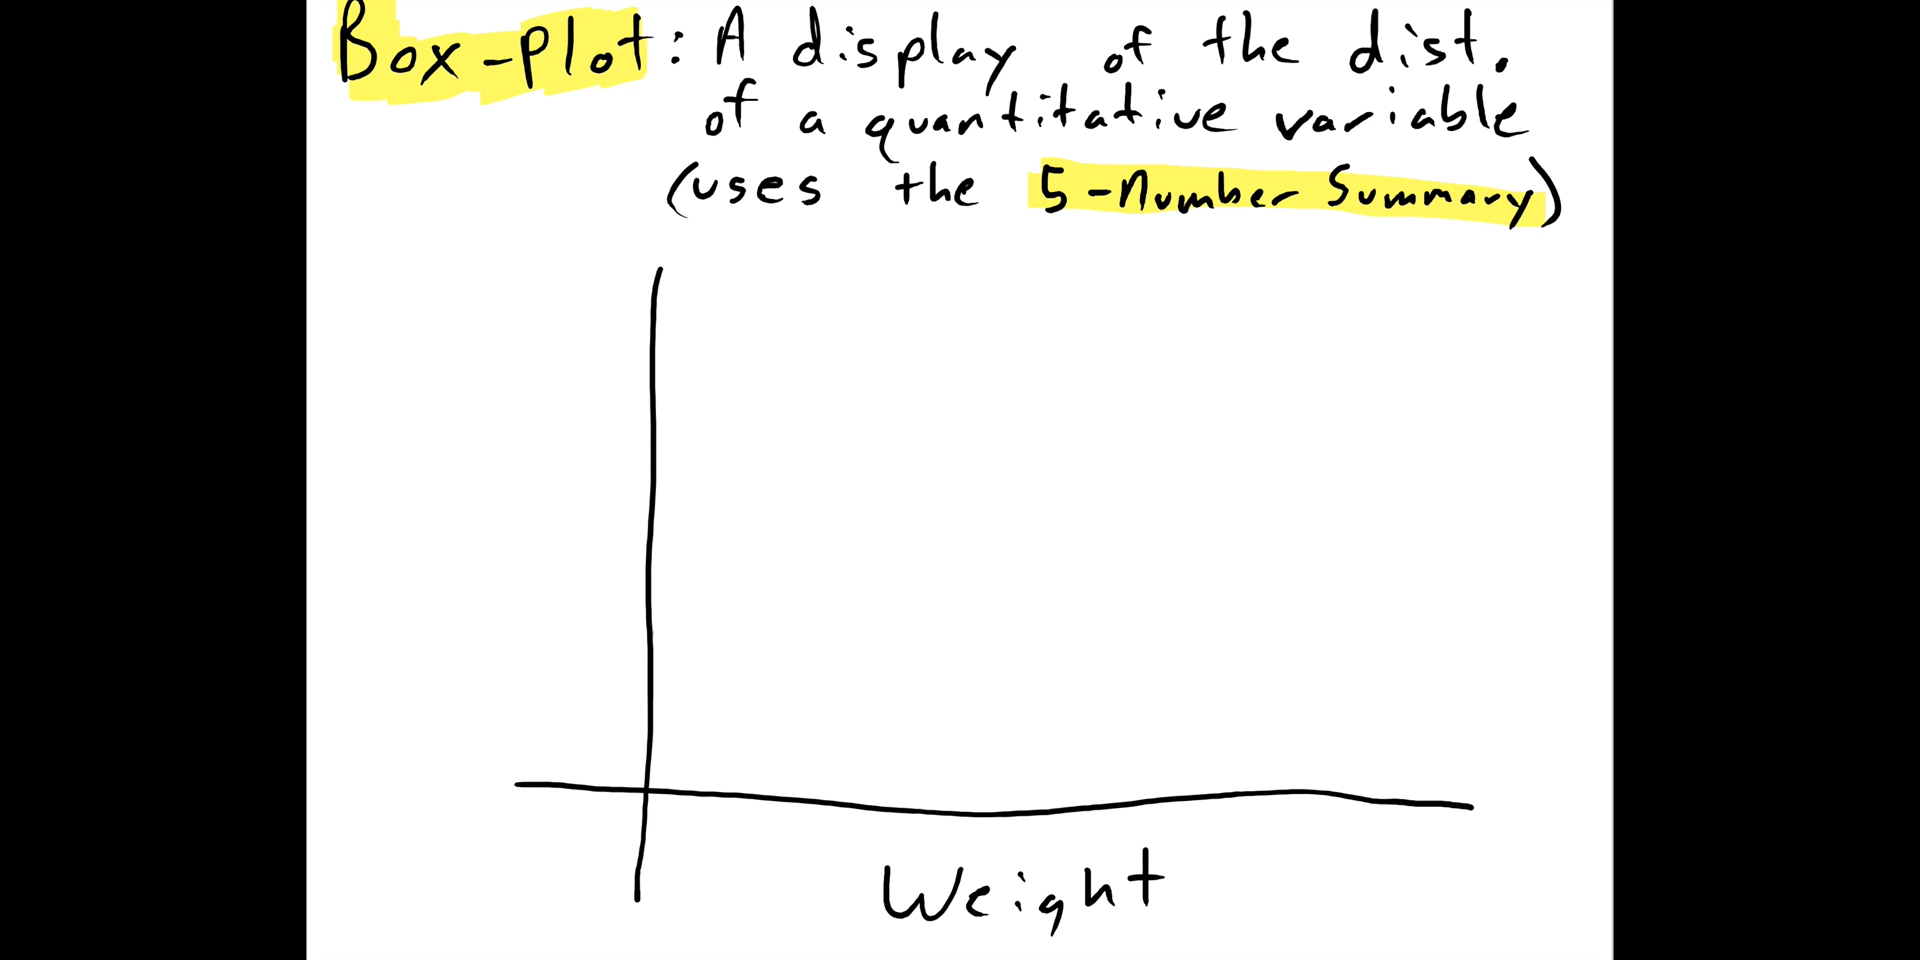 Box-Plot: A display of the dist.
of a quantitative variable
(uses the 5-Number Summary)
Weight